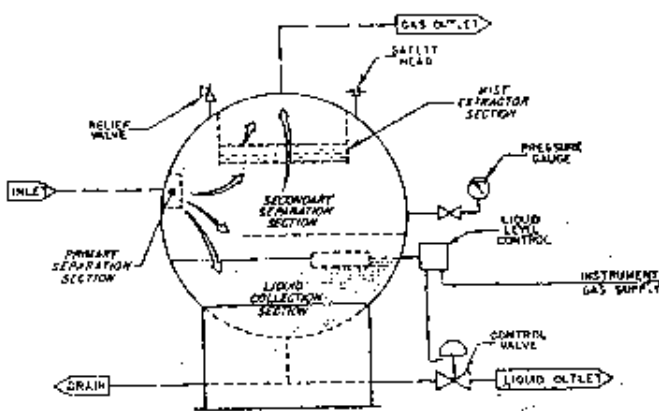 GAS OUTLET
SAFETY
HEAD
MIST
EXTRACTOR
SECTION
RELIEF
VALVE
PRESSURE
GAUGE
INLET
SECONDARY
SEPARATION
SECTION
LIQUID
LEVEL
CONTROL
PRIMARY
SEPARATION
SECTION
LIQUID
COLLECTION
SECTION
INSTRUMENT
GAS SUPPLY
CONTROL
VALVE
DRAIN
LIQUID OUTLET